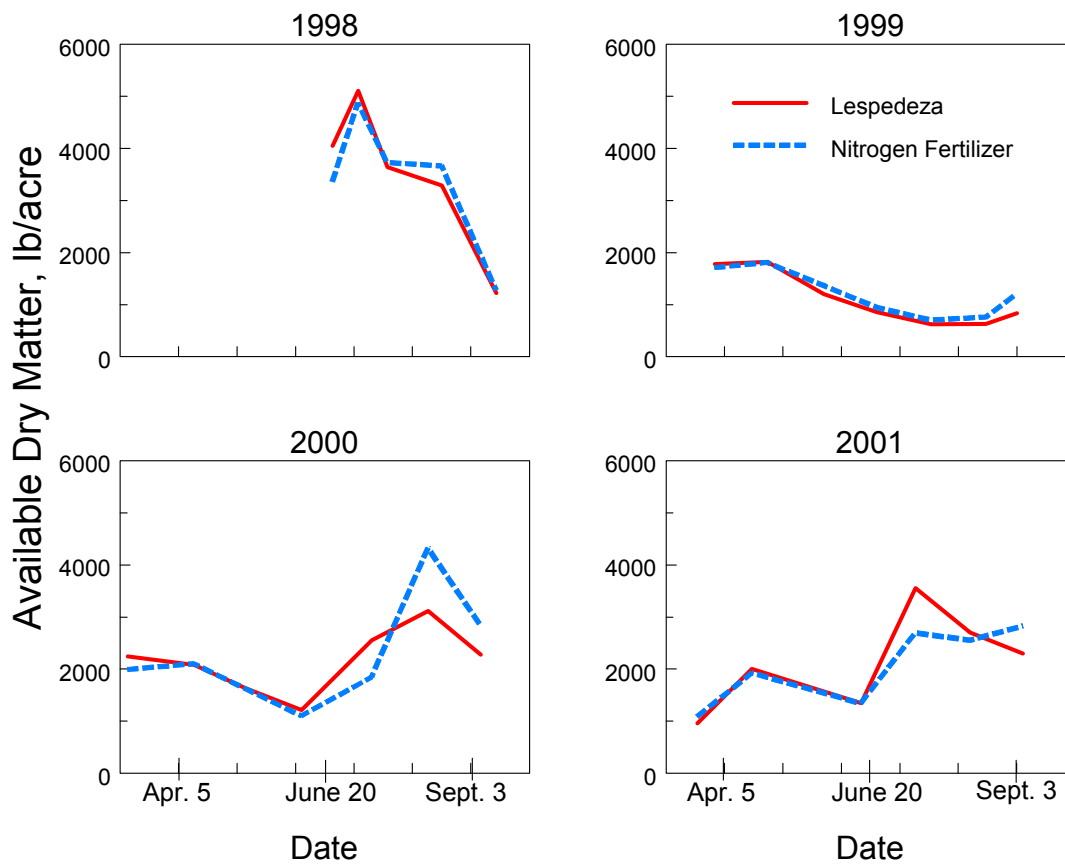 1998
1999
6000
4000
2000
0
6000
4000
2000
0
Lespedeza
Nitrogen Fertilizer
Available Dry Matter, lb/acre
2000
2001
6000
4000
2000
0
6000
4000
2000
0
Apr. 5
June 20
Sept. 3
Apr. 5
June 20
Sept. 3
Date
Date